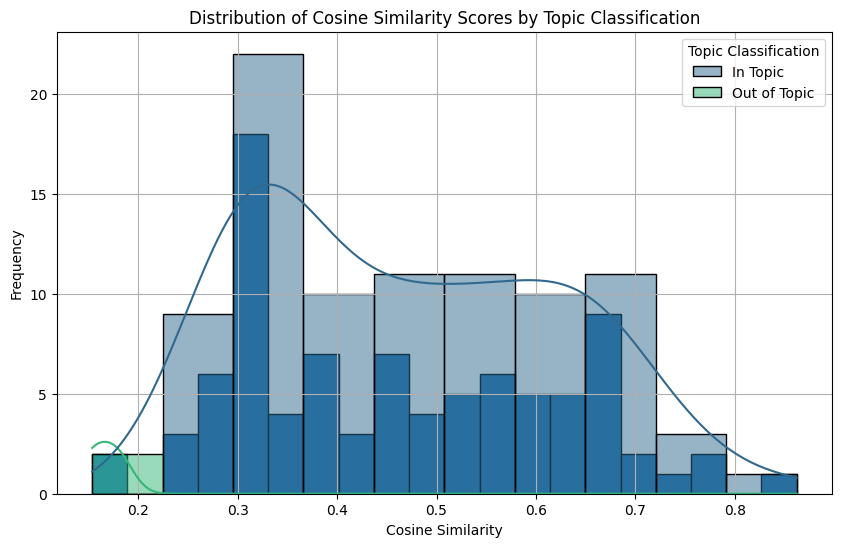 Distribution of Cosine Similarity Scores by Topic Classification
Topic Classification
In Topic
Out of Topic
Frequency
20
15
10
5
0
0.2 0.3 0.4 0.5 0.6 0.7 0.8
Cosine Similarity